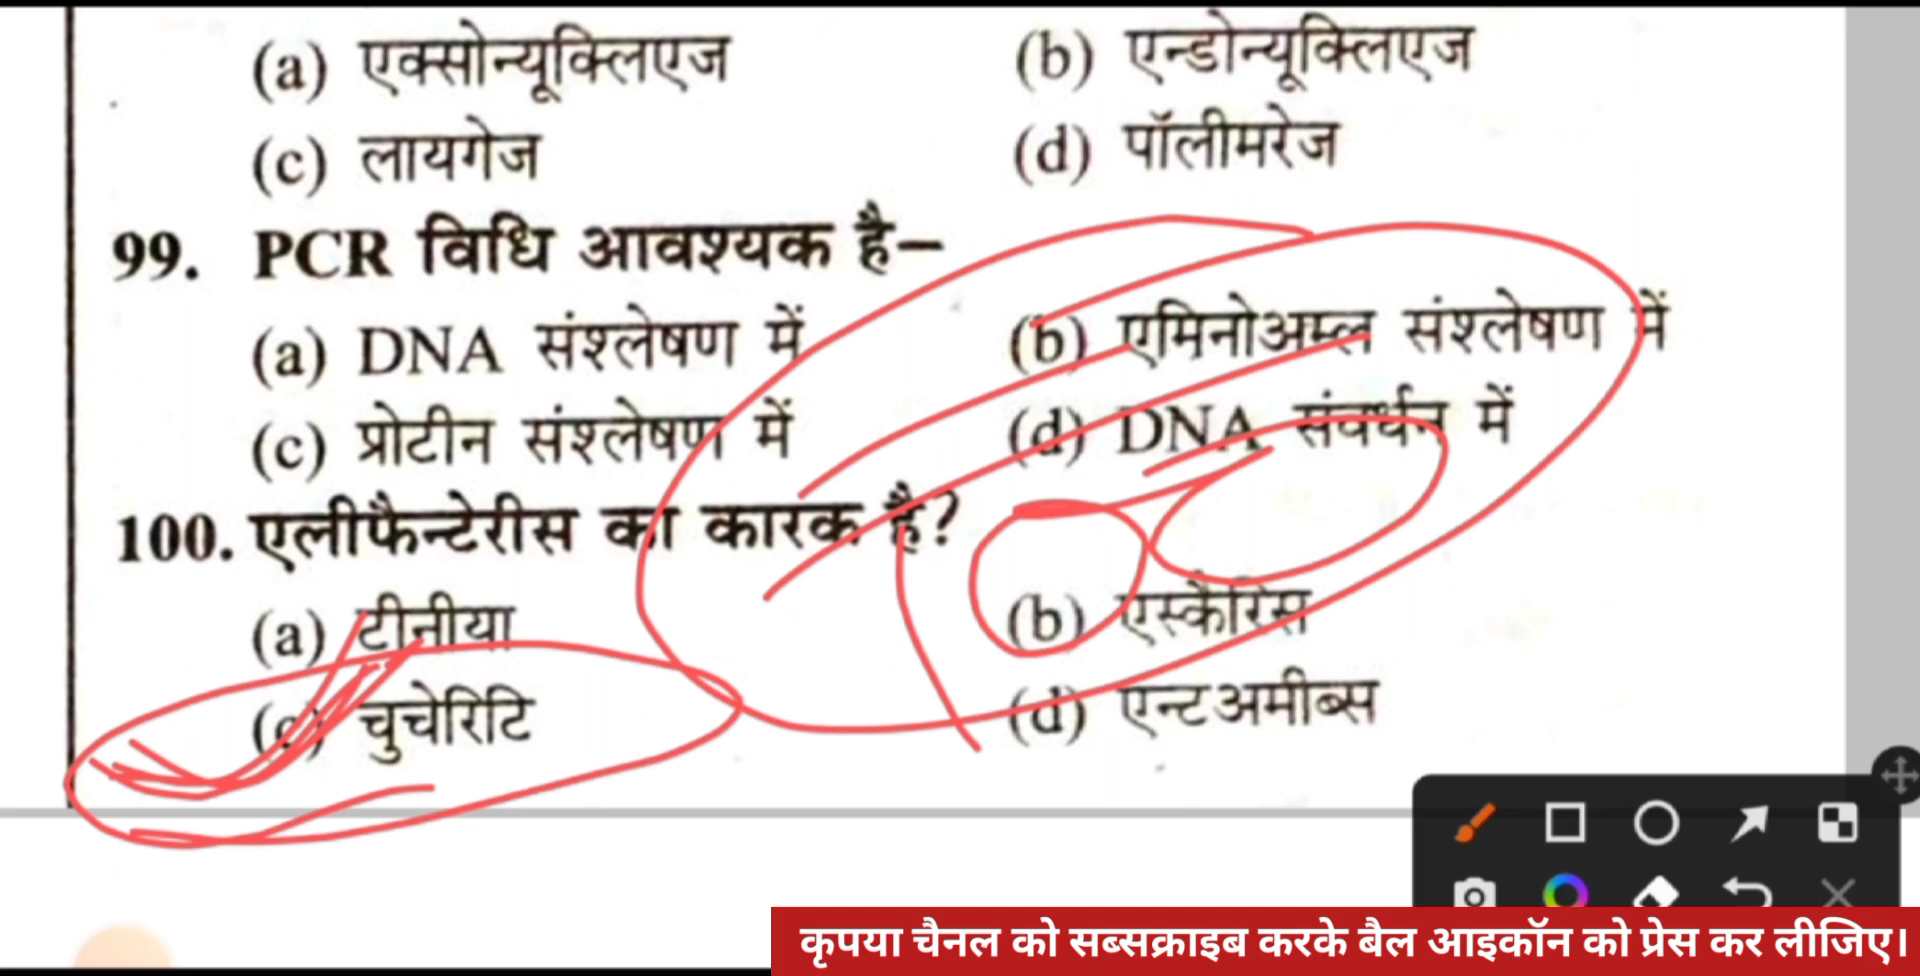 (a) एक्सोन्यूक्लिएज (b) एन्डोन्यूक्लिएज
(c) लायगेज (d) पॉलीमरेज
99. PCR विधि आवश्यक है–
(a) DNA संश्लेषण में (b) एमिनोअम्ल संश्लेषण में
(c) प्रोटीन संश्लेषण में (d) DNA संवर्धन में
100. एलीफैन्टेरीस का कारक है?
(a) टीनीया (b) एस्कैरिस
(c) चुचेरिटि (d) एन्टअमीब्स
कृपया चैनल को सब्सक्राइब करके बैल आइकॉन को प्रेस कर लीजिए।